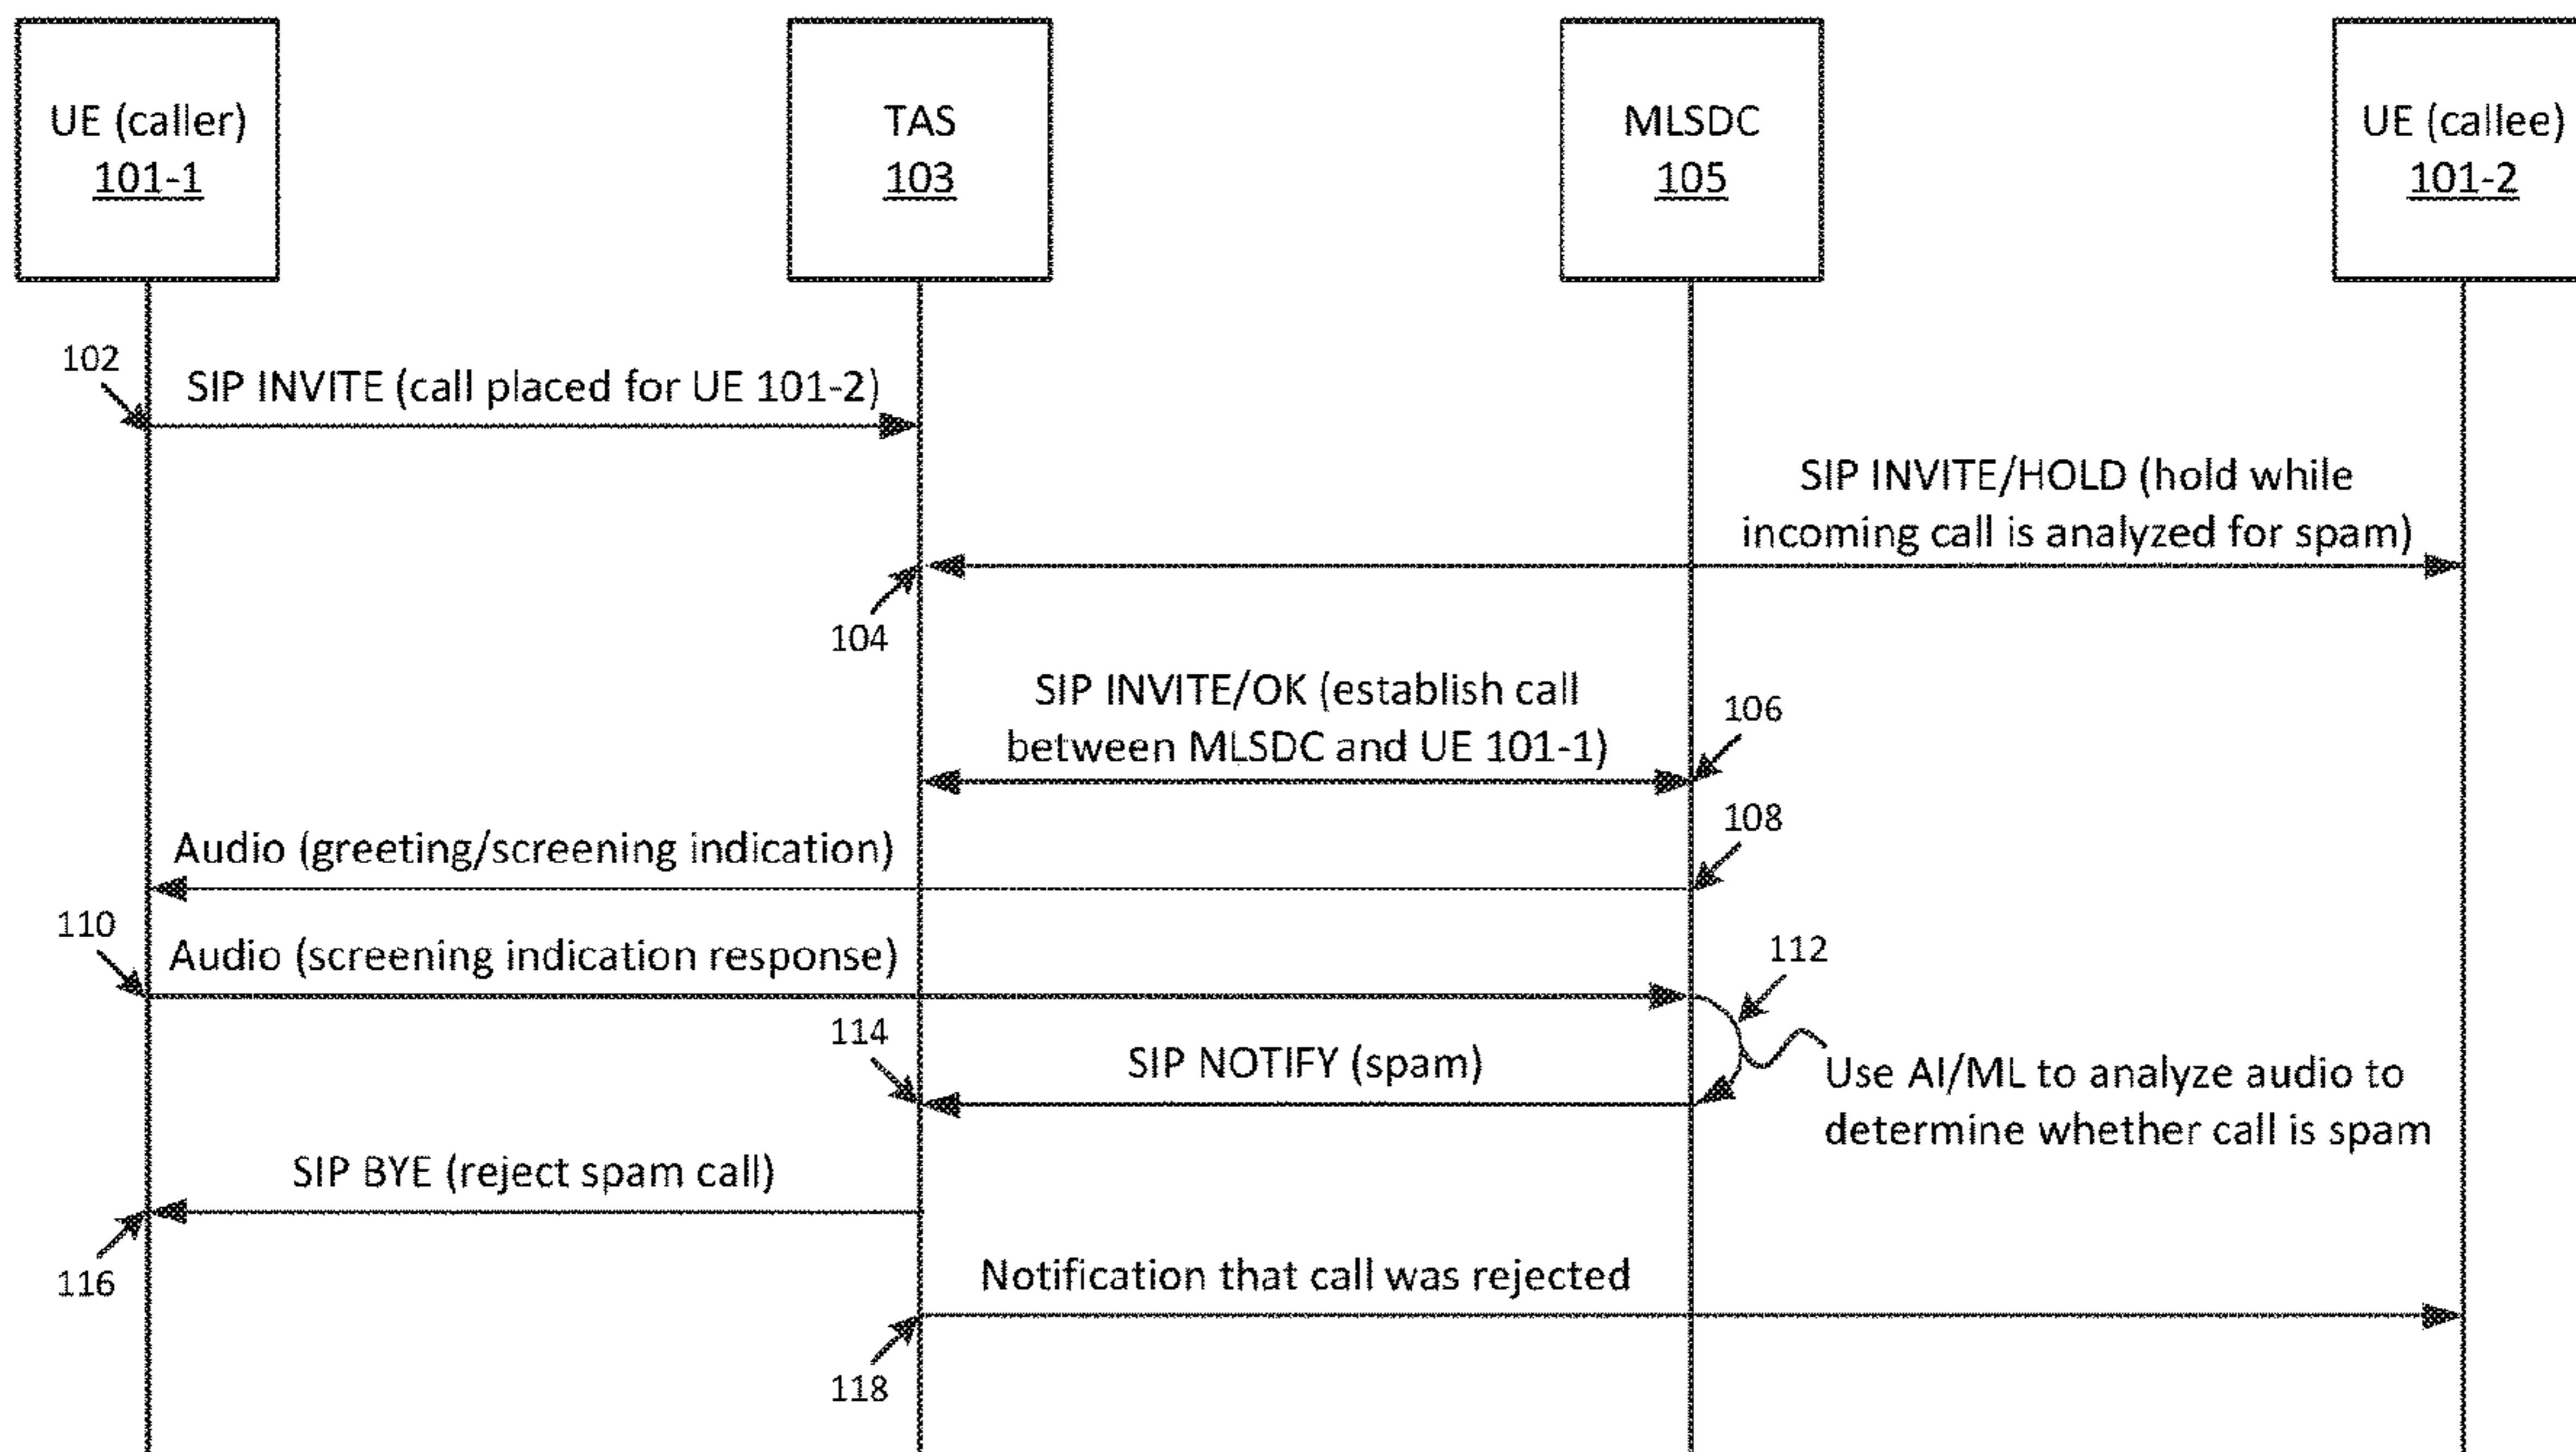 UE (caller)
101-1
TAS
103
MLSDC
105
UE (callee)
101-2
102
SIP INVITE (call placed for UE 101-2)
SIP INVITE/HOLD (hold while
incoming call is analyzed for spam)
104
SIP INVITE/OK (establish call
between MLSDC and UE 101-1)
106
108
Audio (greeting/screening indication)
110
Audio (screening indication response)
112
114
SIP NOTIFY (spam)
Use AI/ML to analyze audio to
determine whether call is spam
SIP BYE (reject spam call)
116
Notification that call was rejected
118